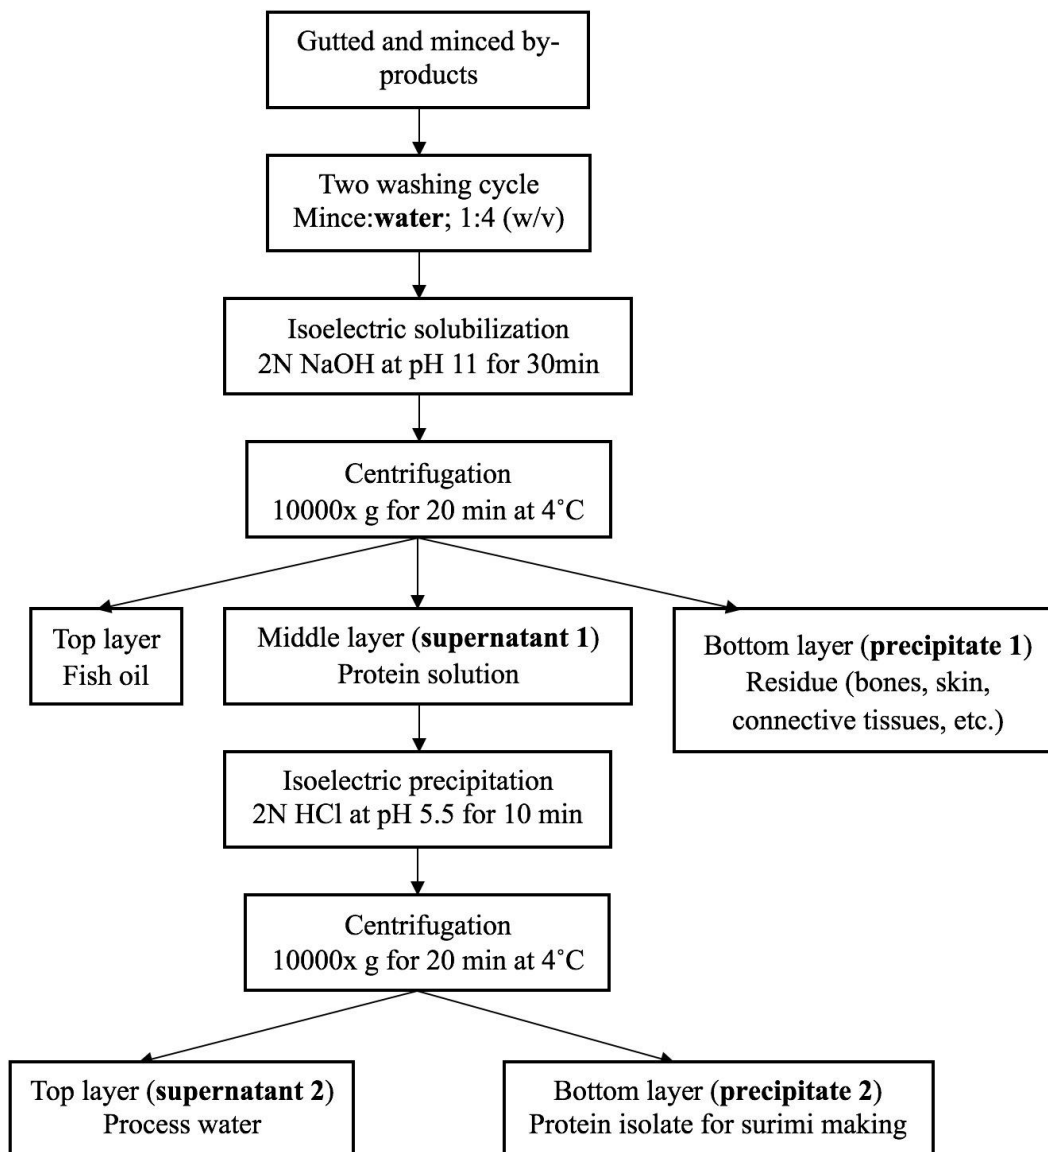 Gutted and minced by-
products
Two washing cycle
Mince:water; 1:4 (w/v)
Isoelectric solubilization
2N NaOH at pH 11 for 30min
Centrifugation
10000x g for 20 min at 4˚C
Top layer
Fish oil
Middle layer (supernatant 1)
Protein solution
Bottom layer (precipitate 1)
Residue (bones, skin,
connective tissues, etc.)
Isoelectric precipitation
2N HCl at pH 5.5 for 10 min
Centrifugation
10000x g for 20 min at 4˚C
Top layer (supernatant 2)
Process water
Bottom layer (precipitate 2)
Protein isolate for surimi making